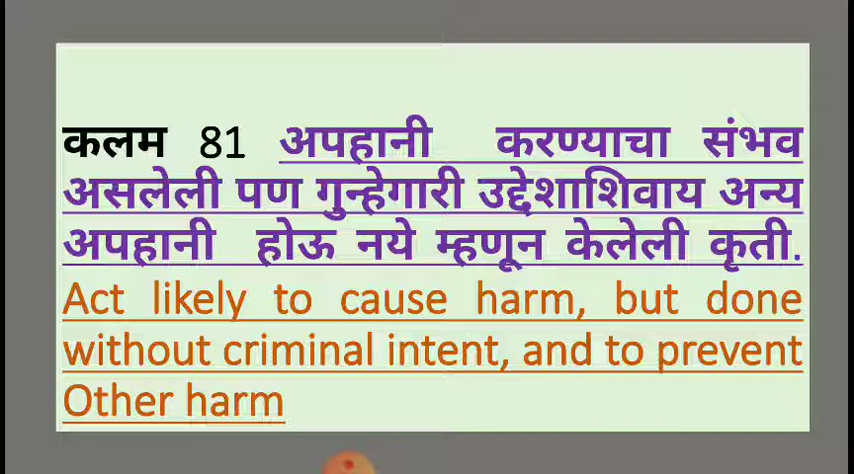 कलम 81 अपहानी करण्याचा संभव
असलेली पण गुन्हेगारी उद्देशाशिवाय अन्य
अपहानी होऊ नये म्हणून केलेली कृती.
Act likely to cause harm, but done
without criminal intent, and to prevent
Other harm